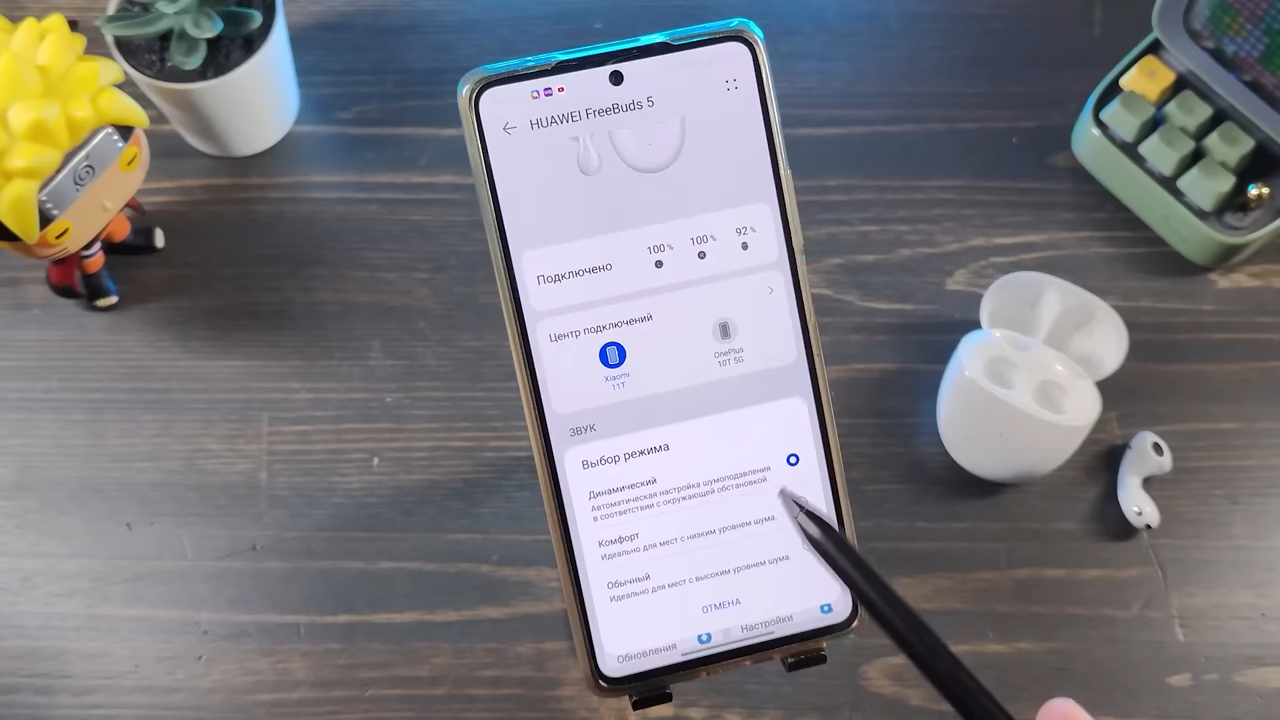 HUAWEI FreeBuds 5
Подключено
100 %
100 %
92 %
Центр подключений
Xiaomi
11T
OnePlus
10T 5G
ЗВУК
Выбор режима
Динамический
Автоматическая настройка шумоподавления
в соответствии с окружающей обстановкой.
Комфорт
Идеально для мест с низким уровнем шума.
Обычный
Идеально для мест с высоким уровнем шума.
ОТМЕНА
Обновления
Настройки